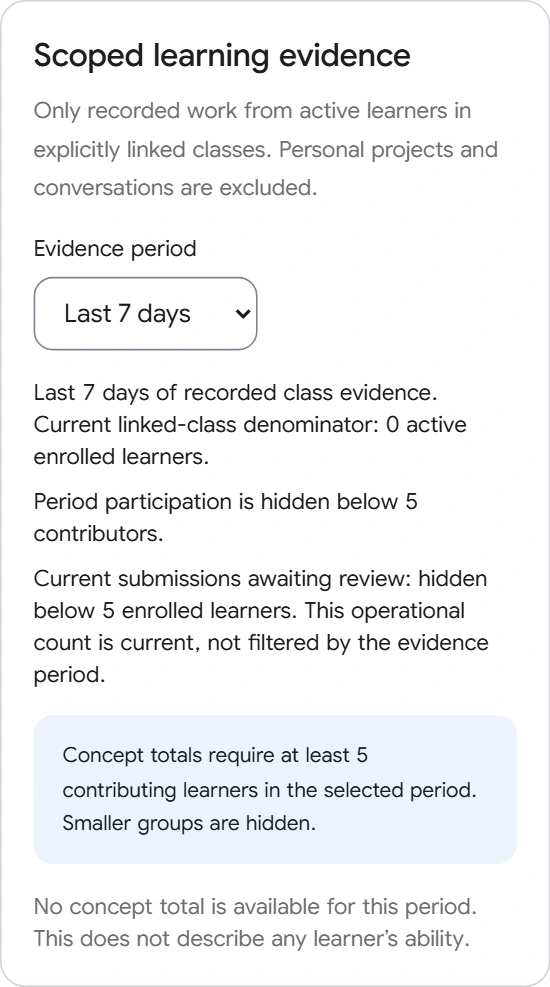 Scoped learning evidence
Only recorded work from active learners in
explicitly linked classes. Personal projects and
conversations are excluded.
Evidence period
Last 7 days
Last 7 days of recorded class evidence.
Current linked-class denominator: 0 active
enrolled learners.
Period participation is hidden below 5
contributors.
Current submissions awaiting review: hidden
below 5 enrolled learners. This operational
count is current, not filtered by the evidence
period.
Concept totals require at least 5
contributing learners in the selected period.
Smaller groups are hidden.
No concept total is available for this period.
This does not describe any learner’s ability.